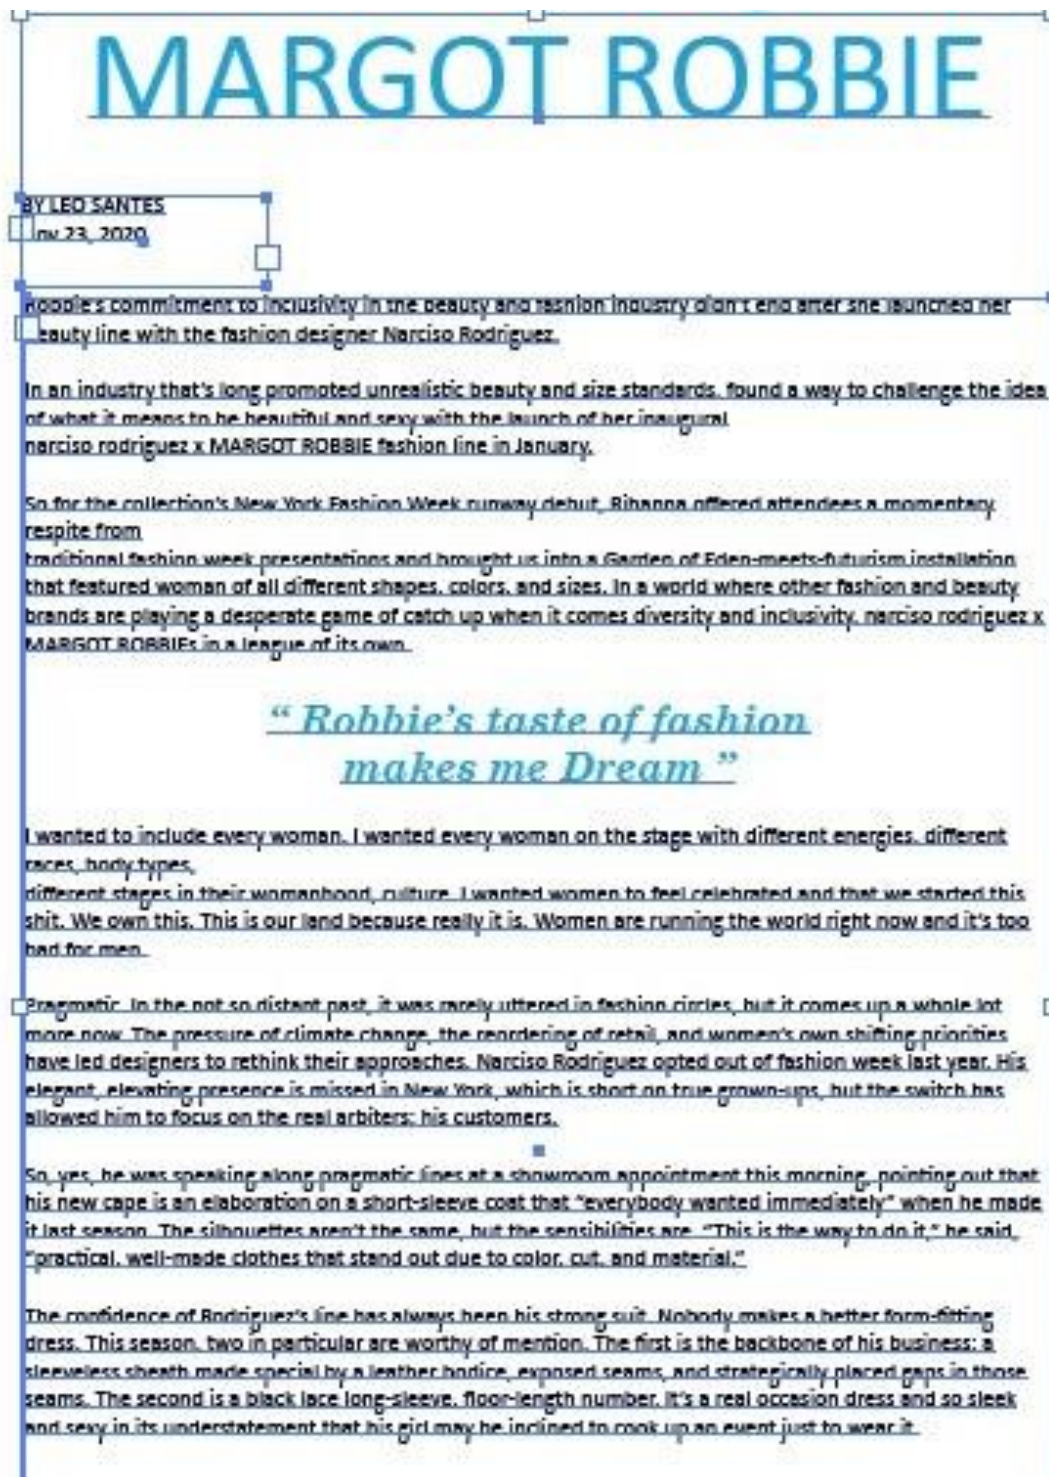 MARGOT ROBBIE
BY LEO SANTES
Nov 23, 2020
Robbie's commitment to inclusivity in the beauty and fashion industry didn't end after she launched her
beauty line with the fashion designer Narciso Rodriguez.
In an industry that's long promoted unrealistic beauty and size standards, found a way to challenge the idea
of what it means to be beautiful and sexy with the launch of her inaugural
narciso rodriguez x MARGOT ROBBIE fashion line in January.
So for the collection's New York Fashion Week runway debut, Rihanna offered attendees a momentary
respite from
traditional fashion week presentations and brought us into a Garden of Eden-meets-futurism installation
that featured woman of all different shapes, colors, and sizes. In a world where other fashion and beauty
brands are playing a desperate game of catch up when it comes diversity and inclusivity, narciso rodriguez x
MARGOT ROBBIEs in a league of its own.
“ Robbie's taste of fashion
makes me Dream ”
I wanted to include every woman. I wanted every woman on the stage with different energies, different
races, body types,
different stages in their womanhood, culture. I wanted women to feel celebrated and that we started this
shit. We own this. This is our land because really it is. Women are running the world right now and it's too
bad for men.
Pragmatic. In the not so distant past, it was rarely uttered in fashion circles, but it comes up a whole lot
more now. The pressure of climate change, the reordering of retail, and women's own shifting priorities
have led designers to rethink their approaches. Narciso Rodriguez opted out of fashion week last year. His
elegant, elevating presence is missed in New York, which is short on true grown-ups, but the switch has
allowed him to focus on the real arbiters: his customers.
So, yes, he was speaking along pragmatic lines at a showroom appointment this morning, pointing out that
his new cape is an elaboration on a short-sleeve coat that “everybody wanted immediately” when he made
it last season. The silhouettes aren't the same, but the sensibilities are. “This is the way to do it,” he said,
“practical, well-made clothes that stand out due to color, cut, and material.”
The confidence of Rodriguez's line has always been his strong suit. Nobody makes a better form-fitting
dress. This season, two in particular are worthy of mention. The first is the backbone of his business: a
sleeveless sheath made special by a leather bodice, exposed seams, and strategically placed gaps in those
seams. The second is a black lace long-sleeve, floor-length number. It's a real occasion dress and so sleek
and sexy in its understatement that his girl may be inclined to cook up an event just to wear it.